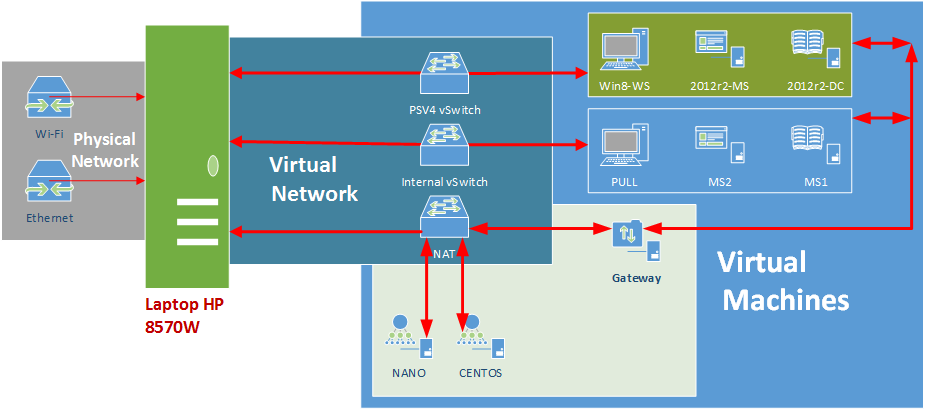 Wi-Fi
Physical
Network
Ethernet
Laptop HP
8570W
Virtual
Network
PSV4 vSwitch
Internal vSwitch
NAT
Win8-WS
2012r2-MS
2012r2-DC
PULL
MS2
MS1
Gateway
Virtual
Machines
NANO
CENTOS